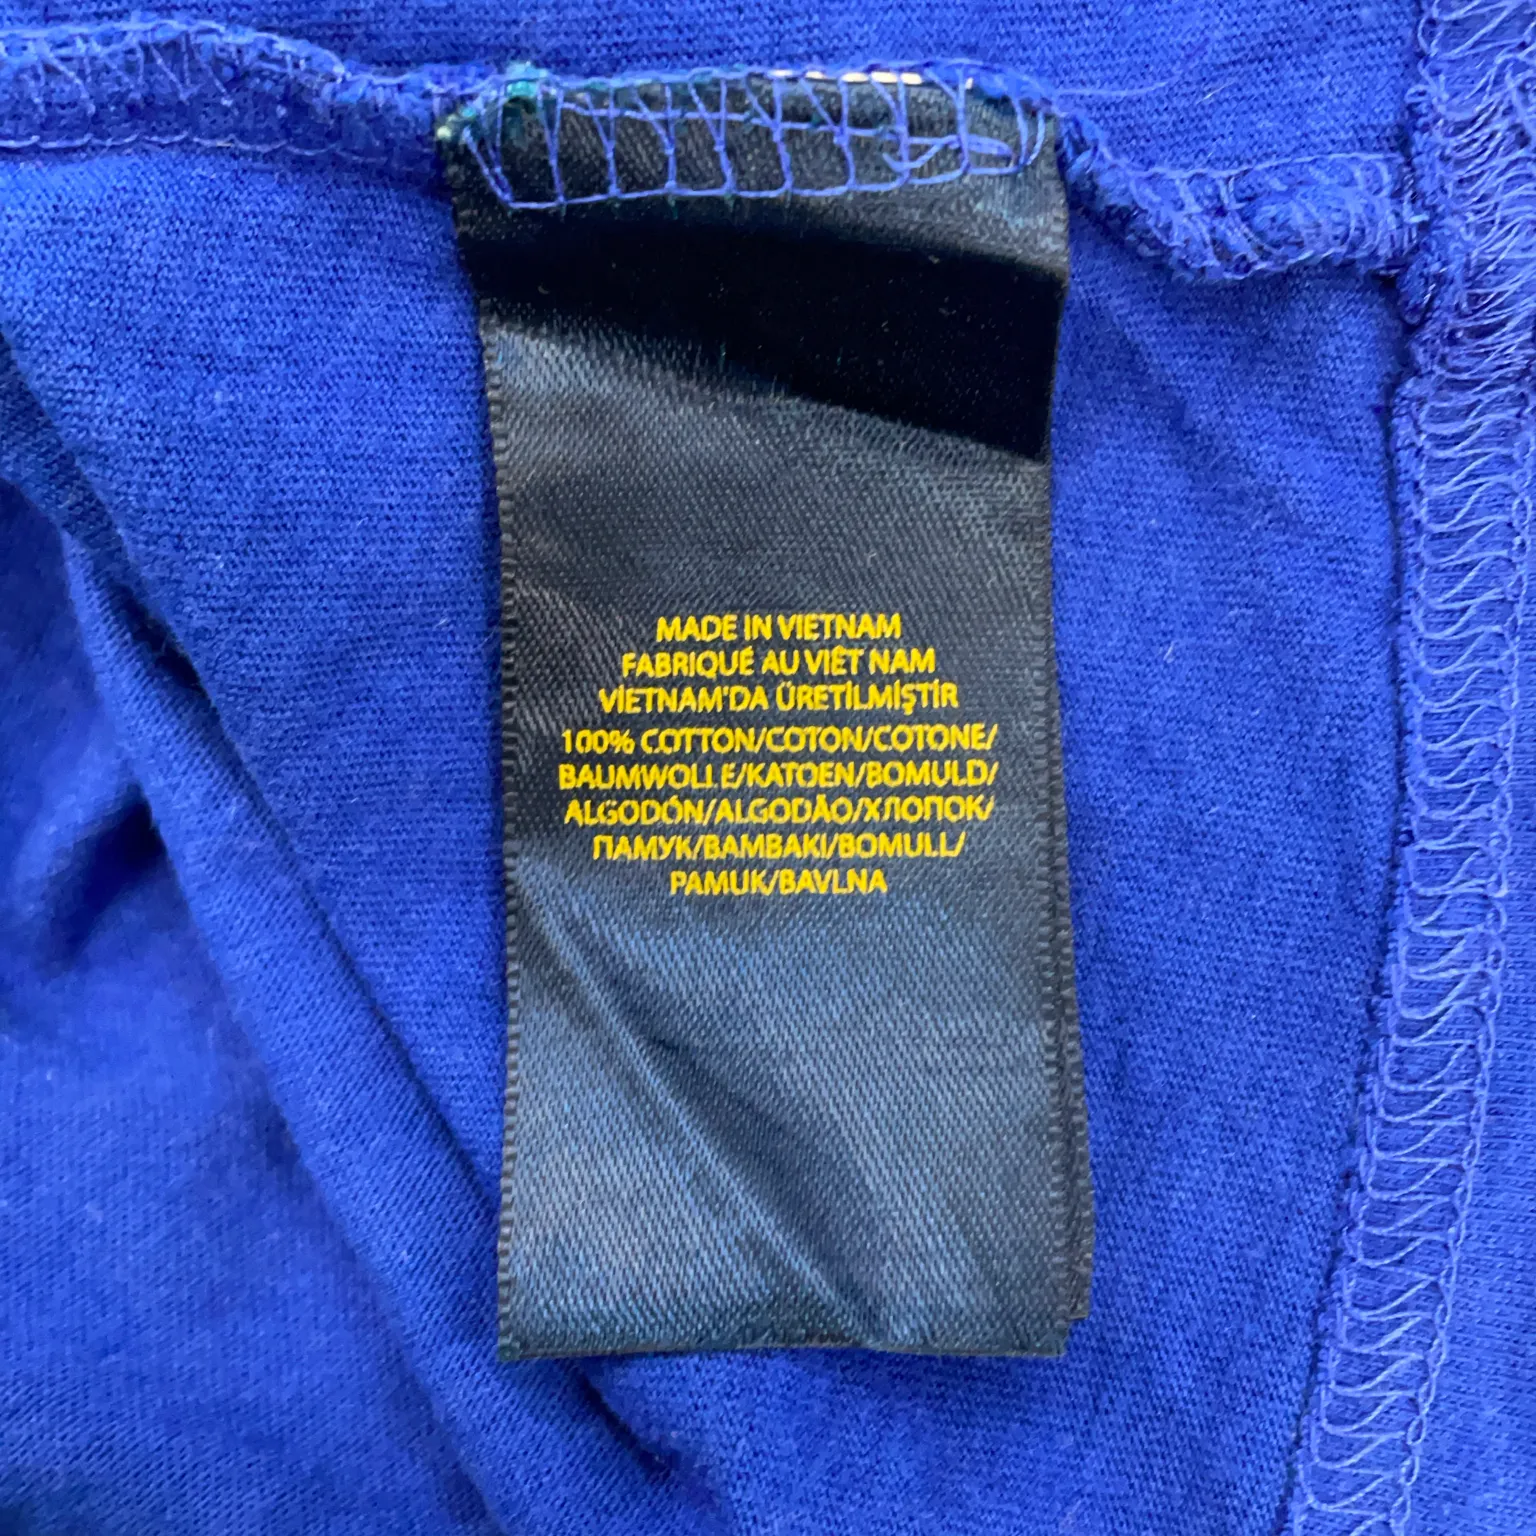 MADE IN VIETNAM
FABRIQUÉ AU VIÊT NAM
VİETNAM'DA ÜRETİLMİŞTİR
100% COTTON/COTON/COTONE/
BAUMWOLLE/KATOEN/BOMULD/
ALGODÓN/ALGODÃO/ХЛОПОК/
ПАМУК/BAMBAKI/BOMULL/
PAMUK/BAVLNA